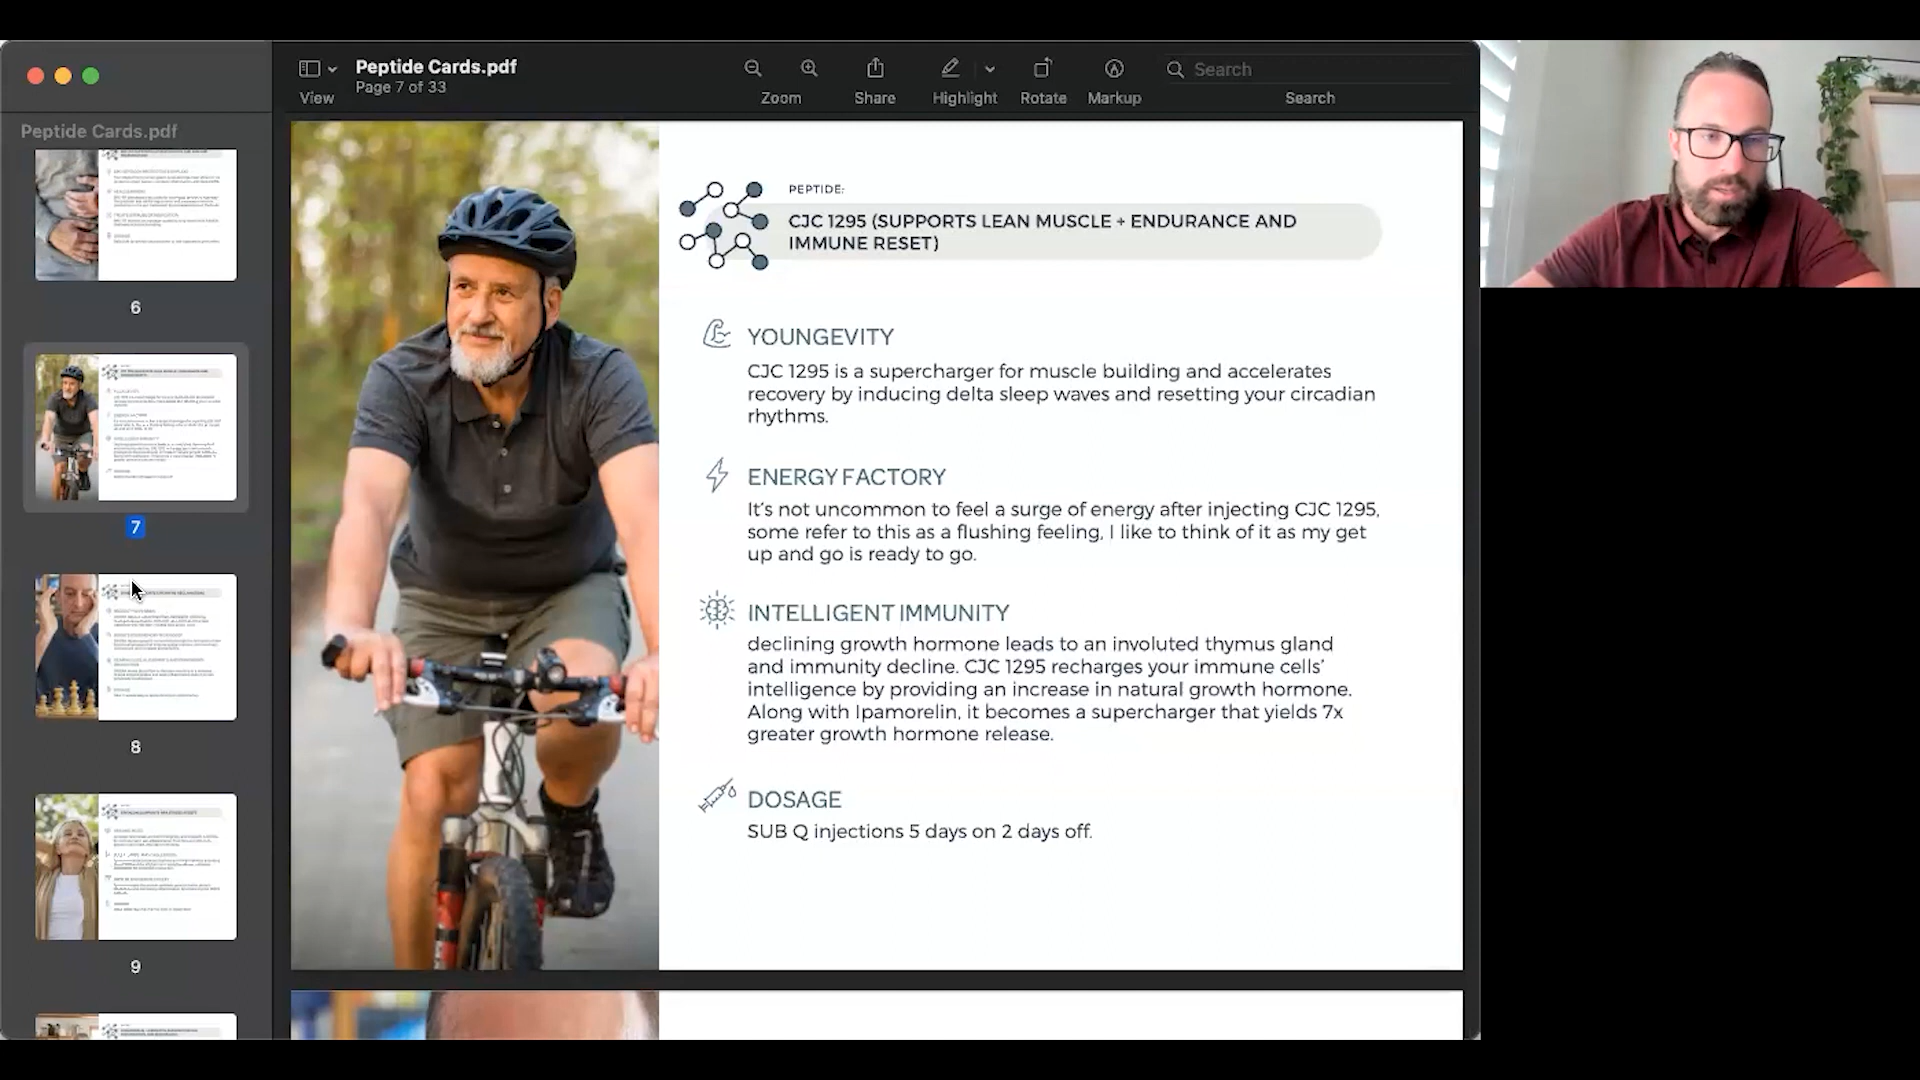 Peptide Cards.pdf
Page 7 of 33
View
Zoom
Share
Highlight
Rotate
Markup
Search
Search
Peptide Cards.pdf
6
7
8
9
PEPTIDE:
CJC 1295 (SUPPORTS LEAN MUSCLE + ENDURANCE AND
IMMUNE RESET)
YOUNGEVITY
CJC 1295 is a supercharger for muscle building and accelerates
recovery by inducing delta sleep waves and resetting your circadian
rhythms.
ENERGY FACTORY
It's not uncommon to feel a surge of energy after injecting CJC 1295,
some refer to this as a flushing feeling, I like to think of it as my get
up and go is ready to go.
INTELLIGENT IMMUNITY
declining growth hormone leads to an involuted thymus gland
and immunity decline. CJC 1295 recharges your immune cells'
intelligence by providing an increase in natural growth hormone.
Along with Ipamorelin, it becomes a supercharger that yields 7x
greater growth hormone release.
DOSAGE
SUB Q injections 5 days on 2 days off.